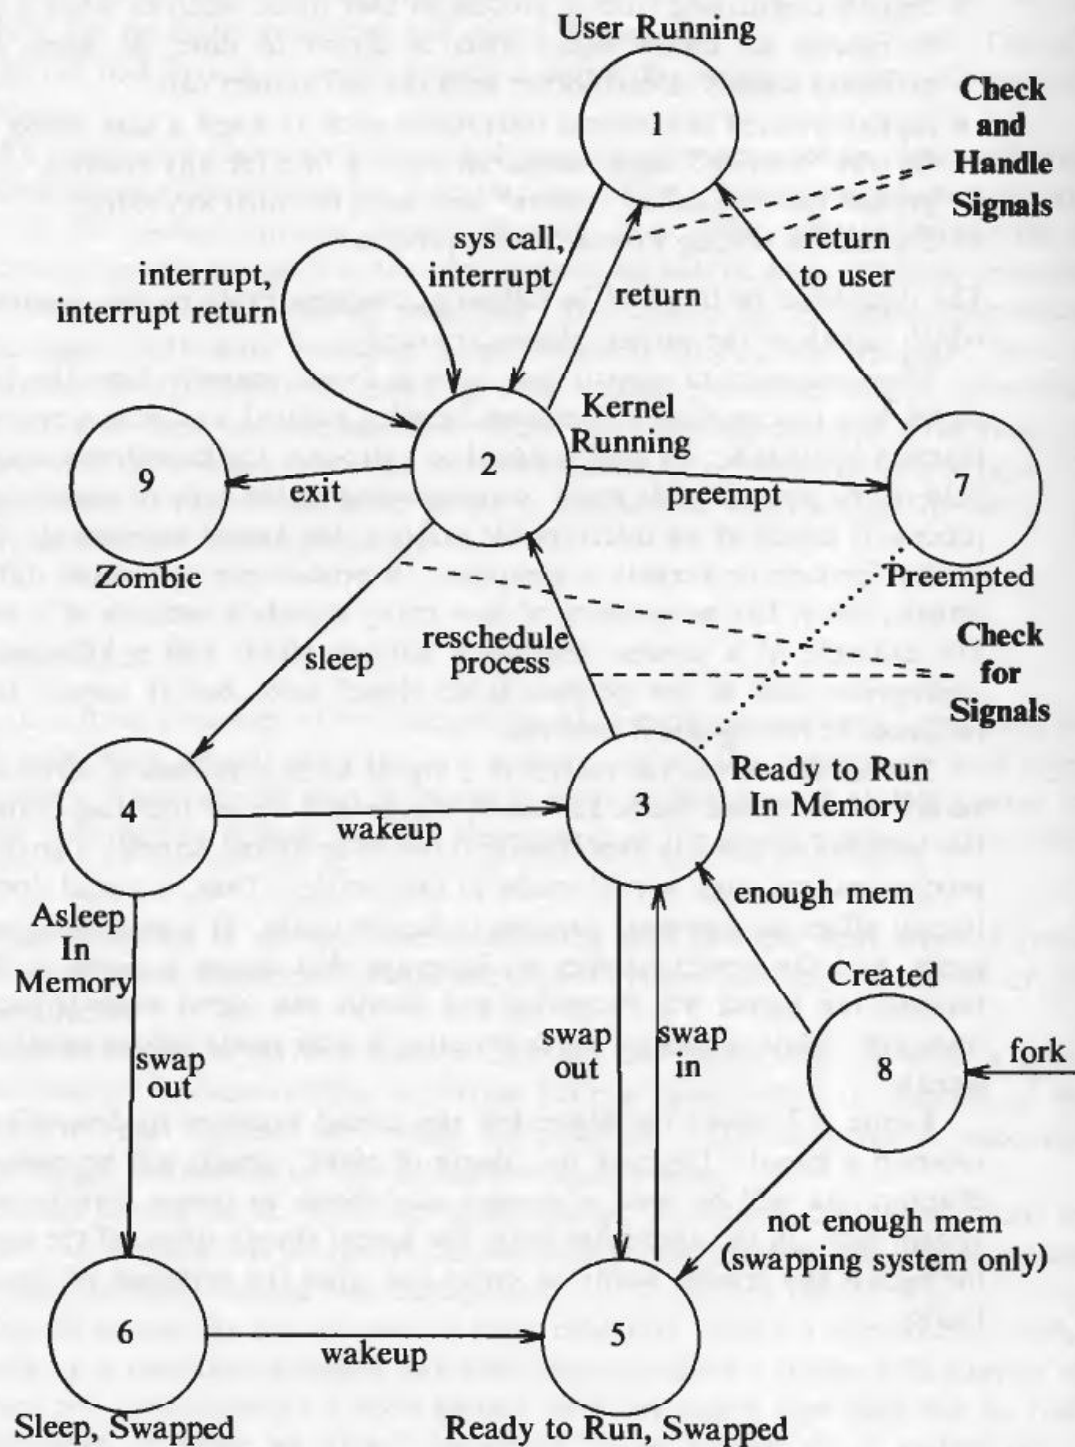 User Running
1
Check
and
Handle
Signals
sys call,
interrupt
return
return
to user
interrupt,
interrupt return
Kernel
Running
9
2
7
exit
preempt
Zombie
Preempted
sleep
reschedule
process
Check
for
Signals
4
3
Ready to Run
In Memory
wakeup
enough mem
Asleep
In
Memory
Created
swap
out
swap
out
swap
in
8
fork
not enough mem
(swapping system only)
6
5
wakeup
Sleep, Swapped
Ready to Run, Swapped